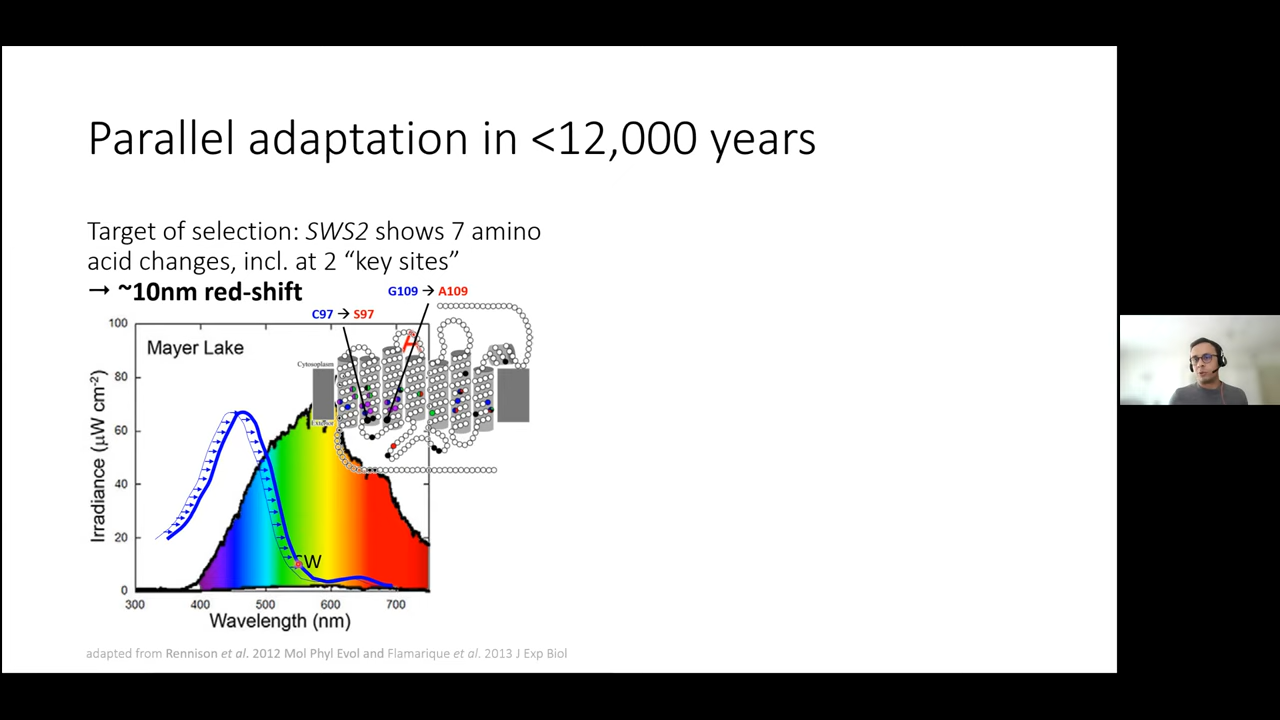 Parallel adaptation in <12,000 years
Target of selection: SWS2 shows 7 amino
acid changes, incl. at 2 “key sites”
→ ~10nm red-shift
G109 → A109
C97 → S97
Mayer Lake
Cytoplasm
Irradiance (µW cm⁻²)
100
80
60
40
20
0
300 400 500 600 700
Wavelength (nm)
adapted from Rennison et al. 2012 Mol Phyl Evol and Flamarique et al. 2013 J Exp Biol